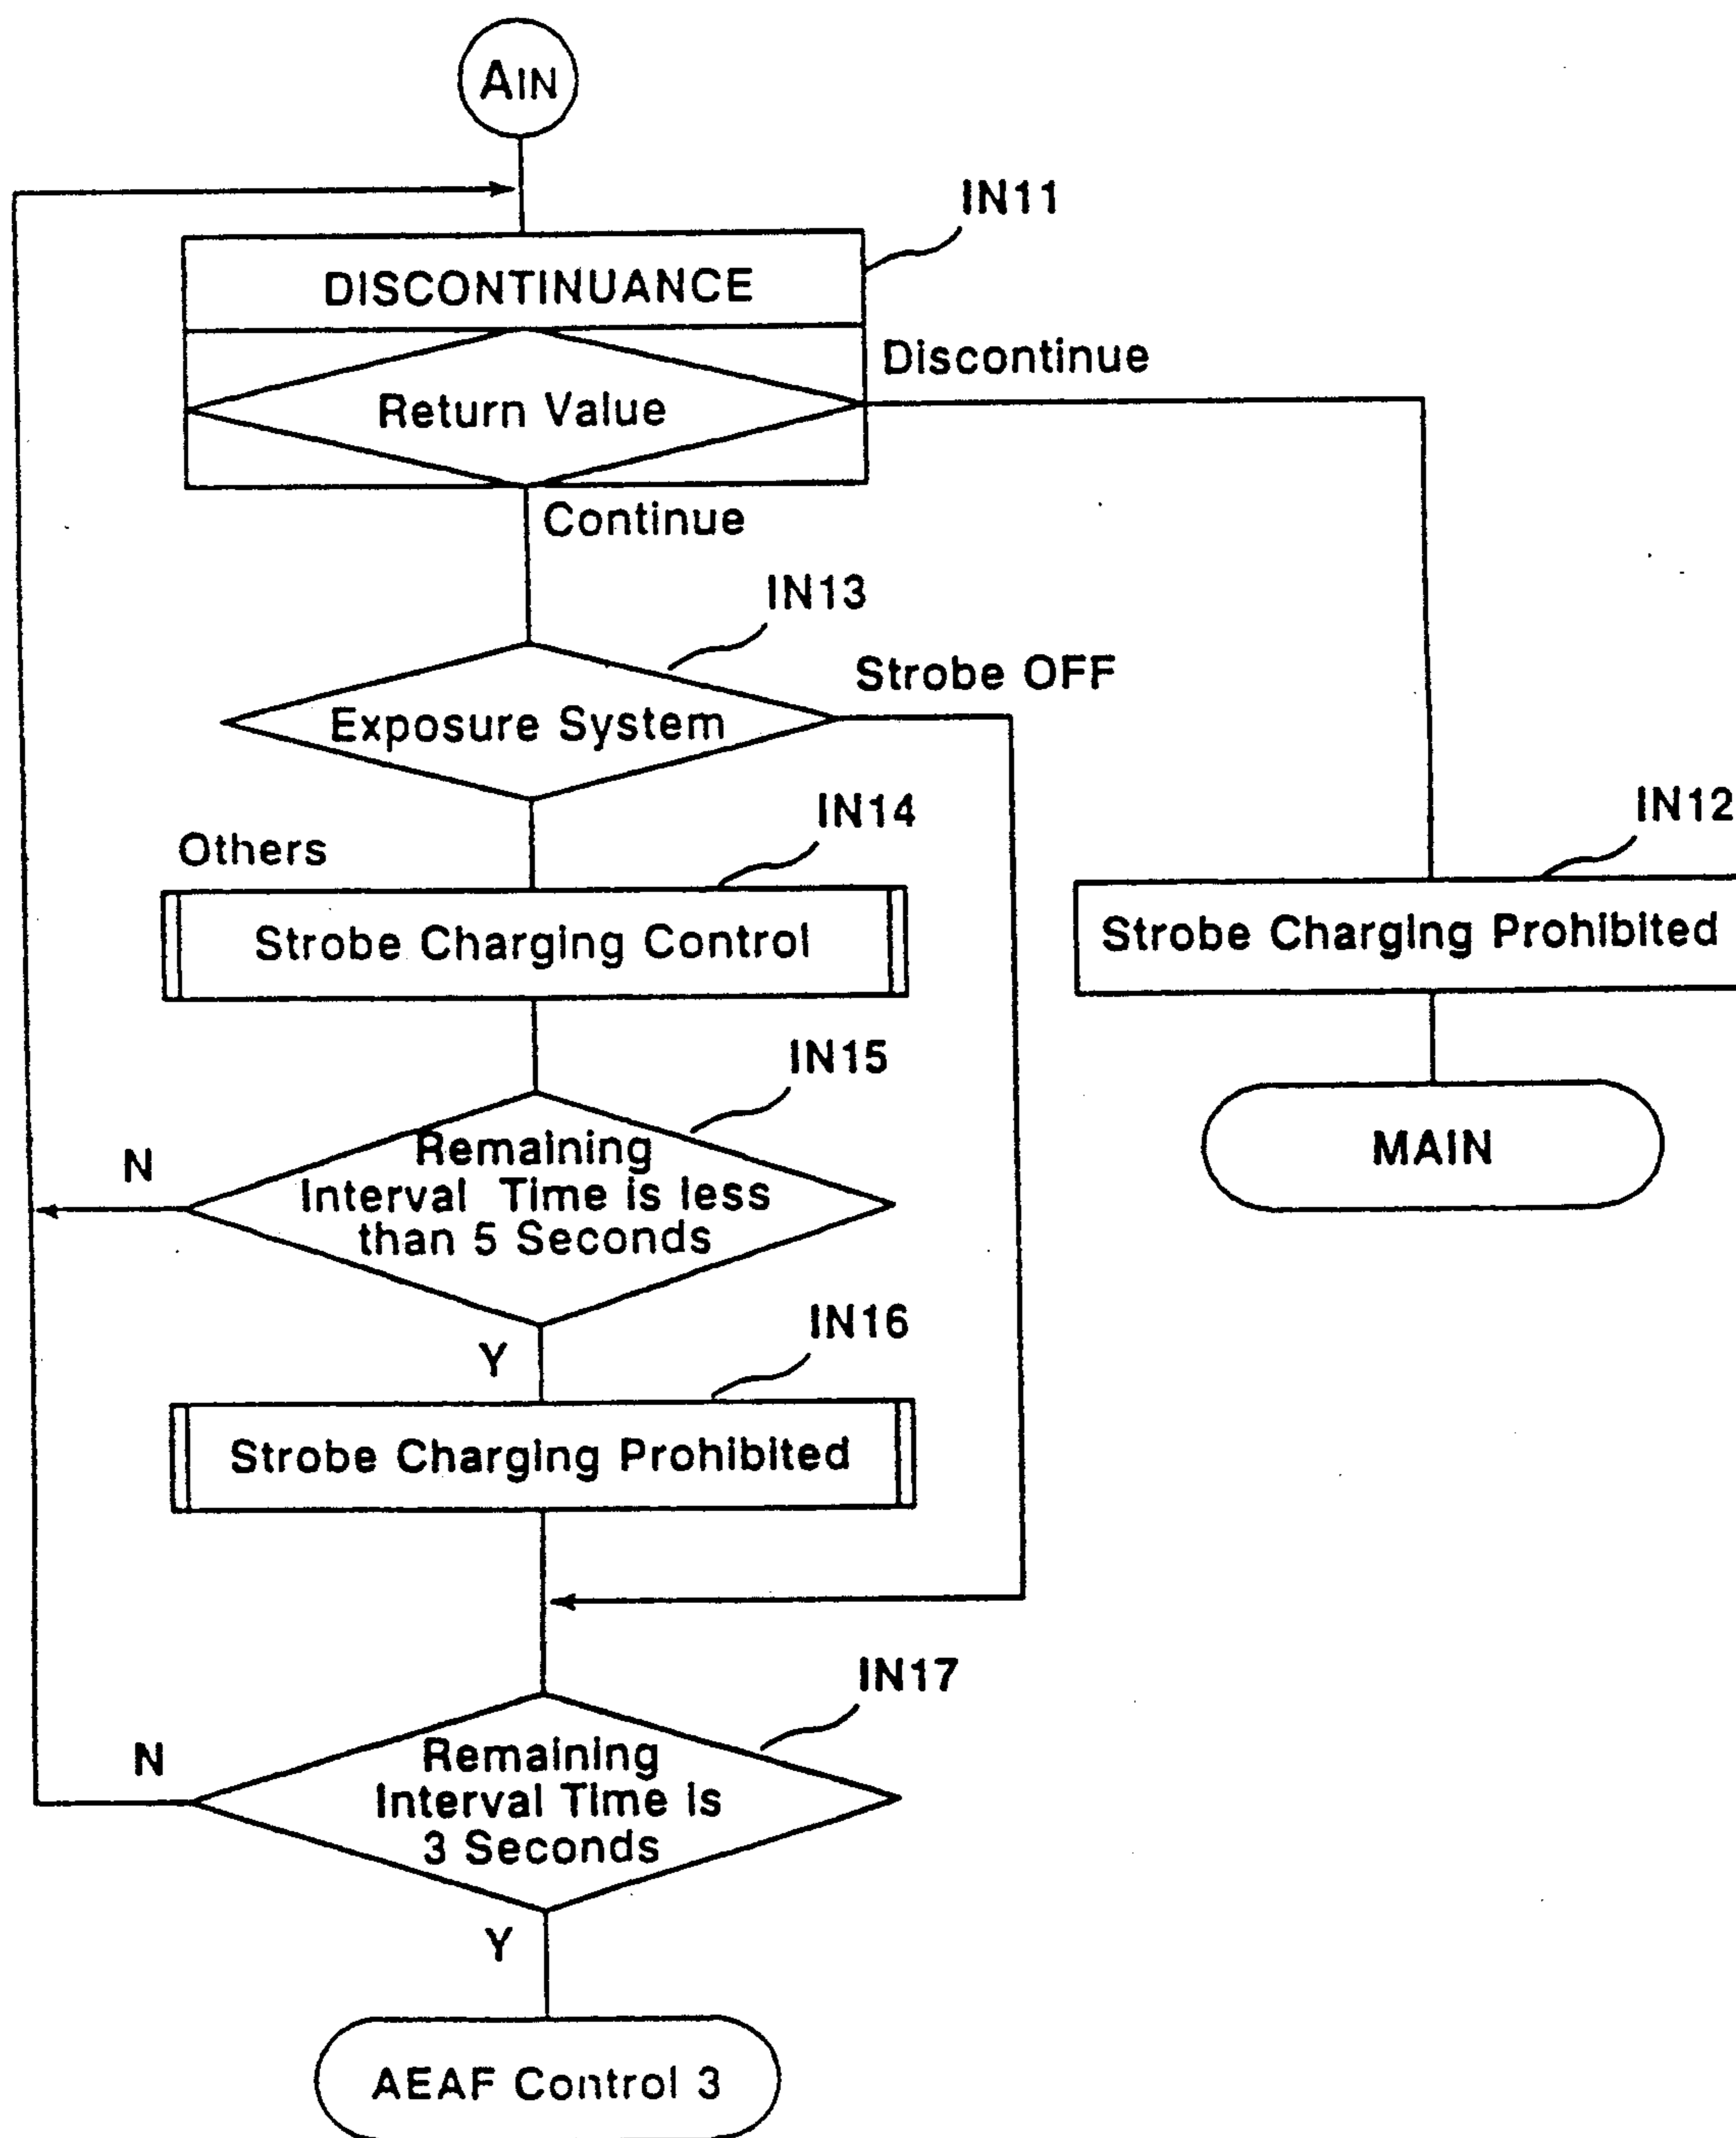 AIN
IN11
DISCONTINUANCE
Discontinue
Return Value
Continue
IN13
Strobe OFF
Exposure System
IN14
IN12
Others
Strobe Charging Control
Strobe Charging Prohibited
IN15
MAIN
N
Remaining
Interval Time is less
than 5 Seconds
IN16
Y
Strobe Charging Prohibited
IN17
N
Remaining
Interval Time is
3 Seconds
Y
AEAF Control 3